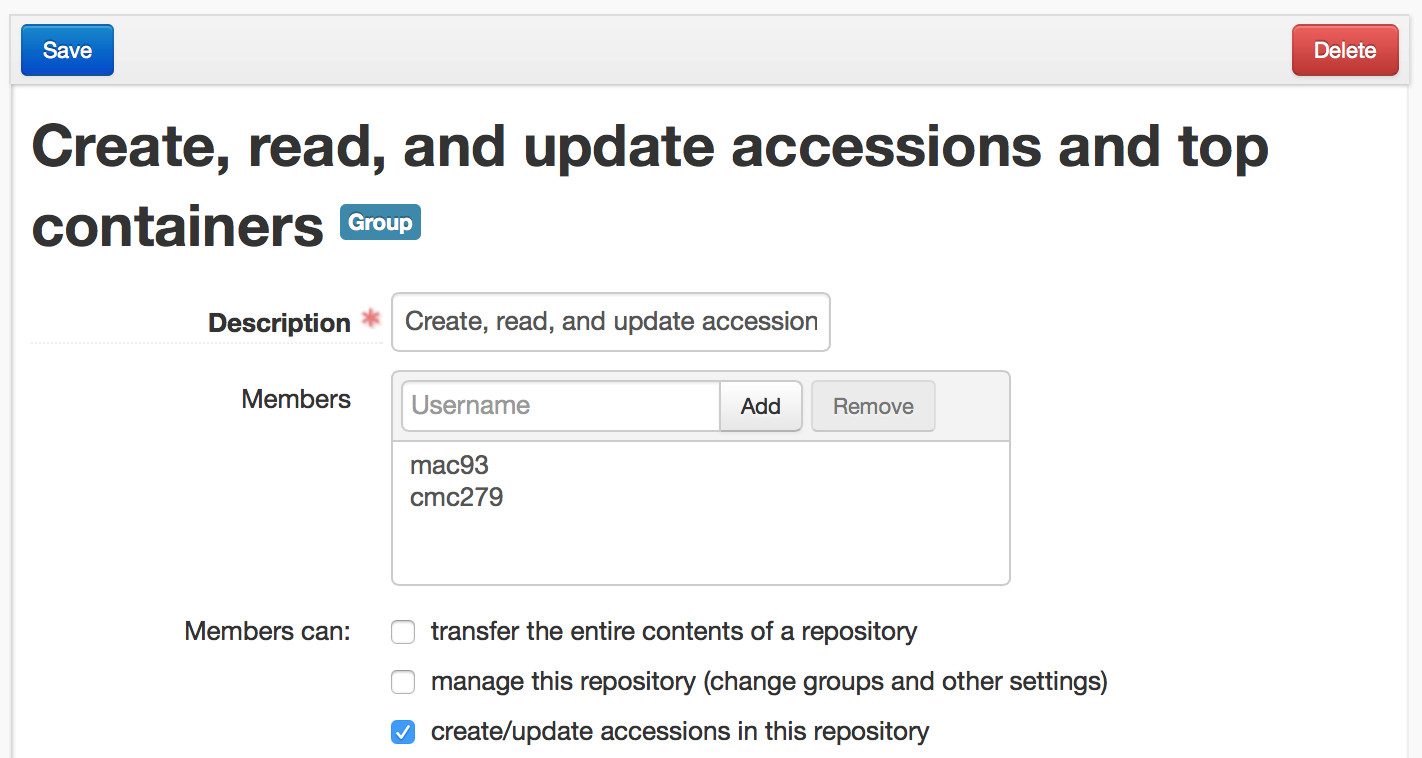 Save
Delete
Create, read, and update accessions and top
containers Group
Description * Create, read, and update accession
Members
Username Add Remove
mac93
cmc279
Members can: transfer the entire contents of a repository
manage this repository (change groups and other settings)
create/update accessions in this repository